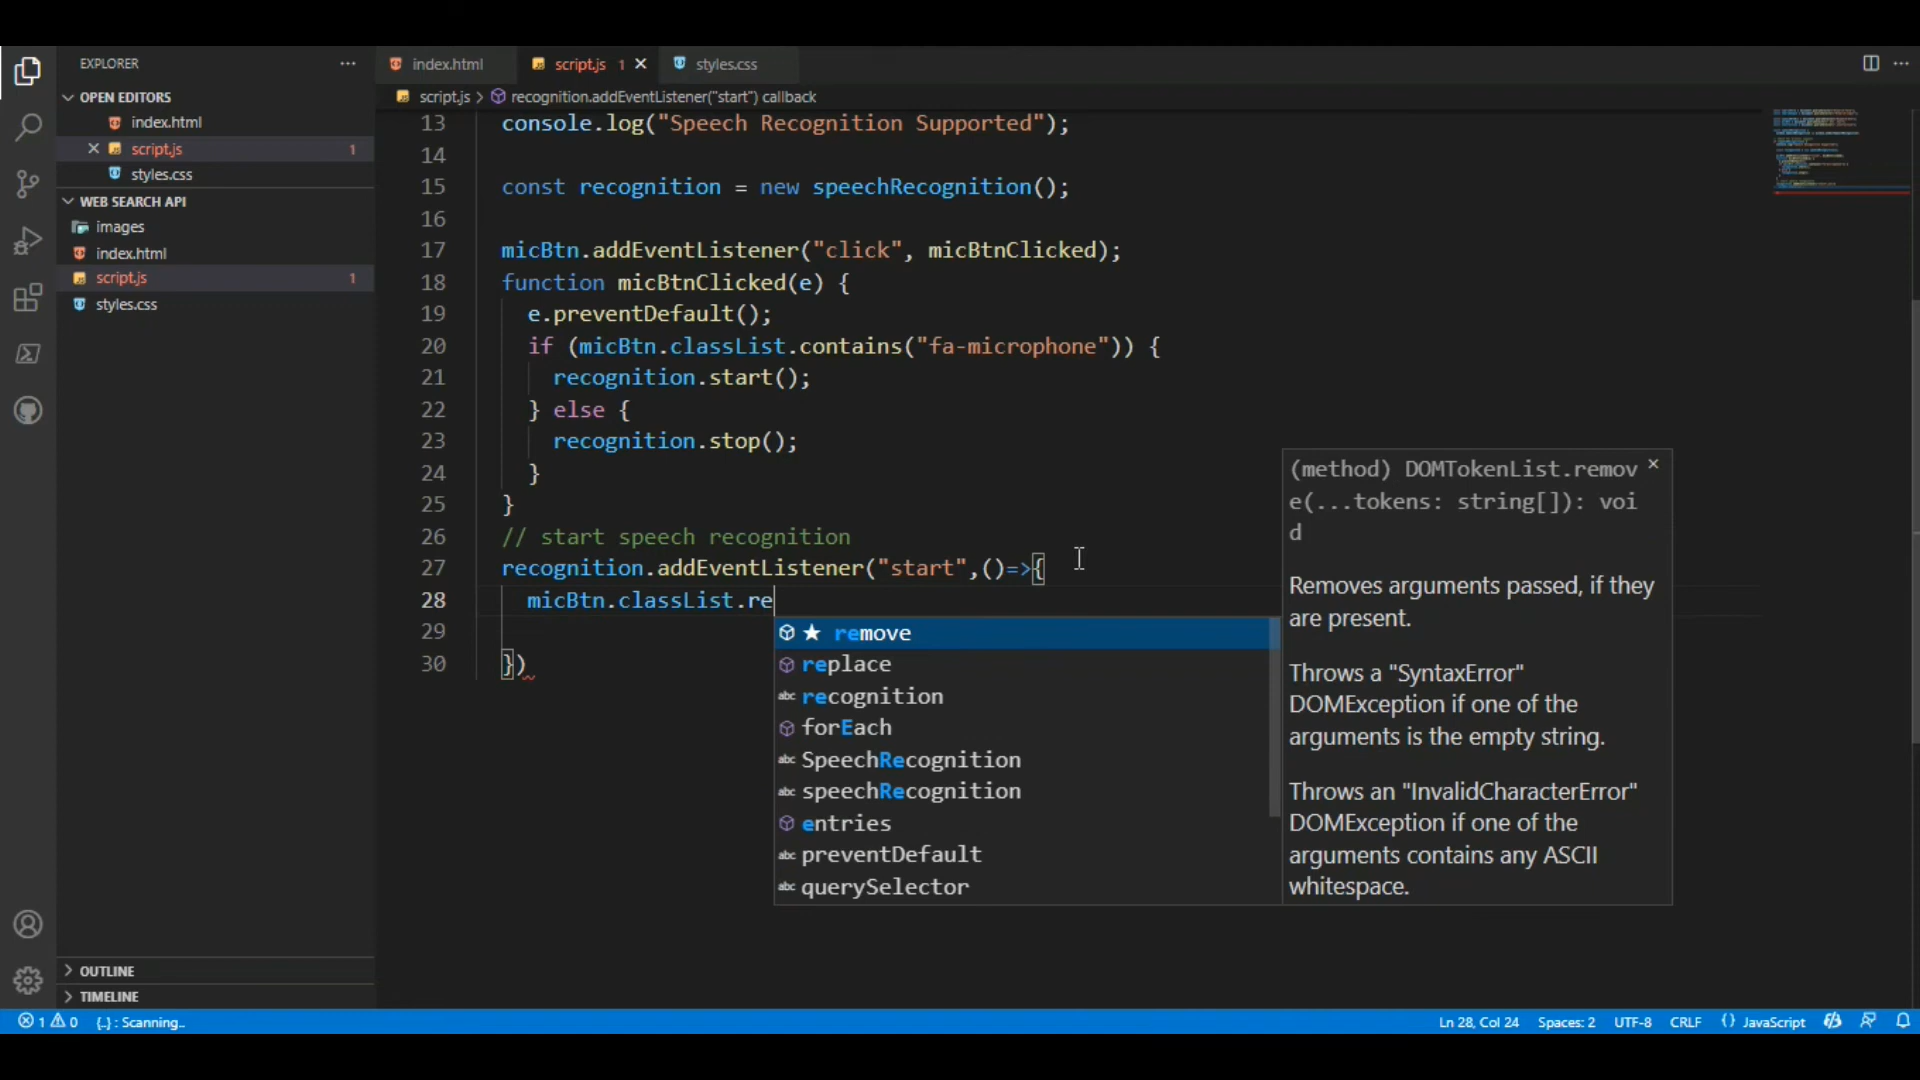 EXPLORER
index.html
script.js 1
styles.css
OPEN EDITORS
script.js > recognition.addEventListener("start") callback
index.html
script.js 1
styles.css
WEB SEARCH API
images
index.html
script.js 1
styles.css
13 console.log("Speech Recognition Supported");
14
15 const recognition = new speechRecognition();
16
17 micBtn.addEventListener("click", micBtnClicked);
18 function micBtnClicked(e) {
19 e.preventDefault();
20 if (micBtn.classList.contains("fa-microphone")) {
21 recognition.start();
22 } else {
23 recognition.stop();
24 }
25 }
26 // start speech recognition
27 recognition.addEventListener("start",()=>{
28 micBtn.classList.re
29
30 })
remove
replace
recognition
forEach
SpeechRecognition
speechRecognition
entries
preventDefault
querySelector
(method) DOMTokenList.remov
e(...tokens: string[]): voi
d
Removes arguments passed, if they
are present.
Throws a "SyntaxError"
DOMException if one of the
arguments is the empty string.
Throws an "InvalidCharacterError"
DOMException if one of the
arguments contains any ASCII
whitespace.
OUTLINE
TIMELINE
1 0 {..} : Scanning..
Ln 28, Col 24 Spaces: 2 UTF-8 CRLF {} JavaScript